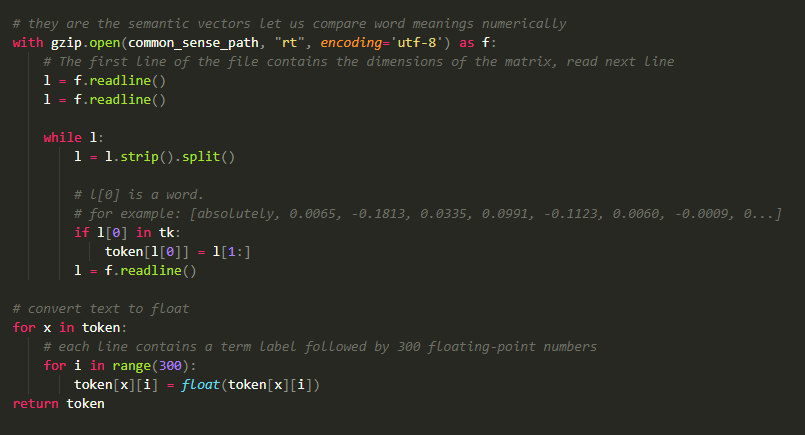 # they are the semantic vectors let us compare word meanings numerically
with gzip.open(common_sense_path, "rt", encoding='utf-8') as f:
    # The first line of the file contains the dimensions of the matrix, read next line
    l = f.readline()
    l = f.readline()

    while l:
        l = l.strip().split()

        # l[0] is a word.
        # for example: [absolutely, 0.0065, -0.1813, 0.0335, 0.0991, -0.1123, 0.0060, -0.0009, 0...]
        if l[0] in tk:
            token[l[0]] = l[1:]
        l = f.readline()

# convert text to float
for x in token:
    # each line contains a term label followed by 300 floating-point numbers
    for i in range(300):
        token[x][i] = float(token[x][i])
return token